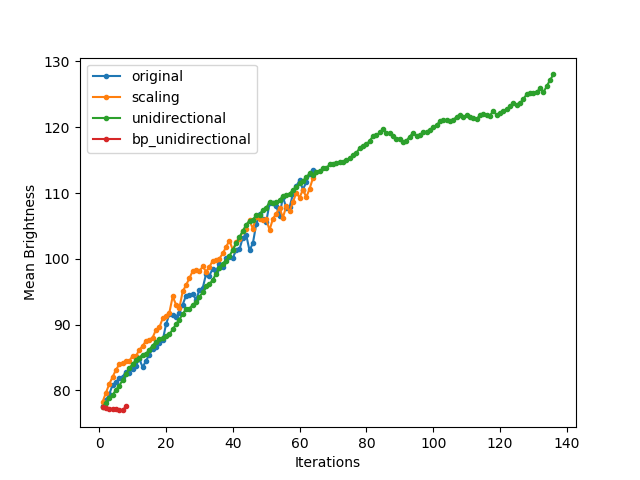 130
120
110
100
90
80
Mean Brightness
original
scaling
unidirectional
bp_unidirectional
0 20 40 60 80 100 120 140
Iterations